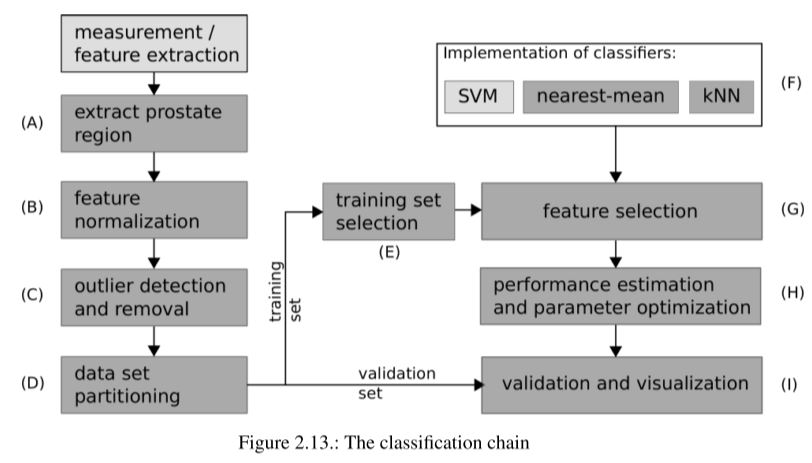 measurement /
feature extraction
(A)
extract prostate
region
(B)
feature
normalization
(C)
outlier detection
and removal
(D)
data set
partitioning
training
set
validation
set
training set
selection
(E)
Implementation of classifiers:
SVM
nearest-mean
kNN
(F)
feature selection
(G)
performance estimation
and parameter optimization
(H)
validation and visualization
(I)
Figure 2.13.: The classification chain